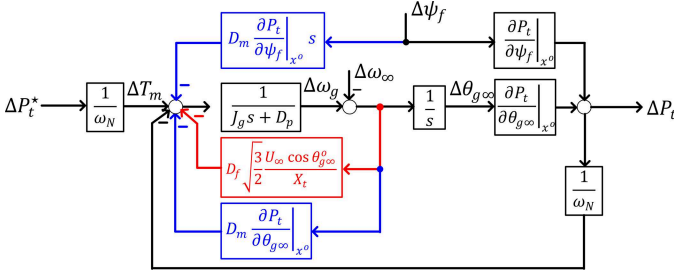 Δψ_f
D_m ∂P_t/∂ψ_f|_{x^o} s
∂P_t/∂ψ_f|_{x^o}
ΔP_t^⋆
1/ω_N
ΔT_m
1/(J_g s + D_p)
Δω_g
Δω_∞
1/s
Δθ_{g∞}
∂P_t/∂θ_{g∞}|_{x^o}
ΔP_t
D_f √(3/2) U_∞ cos θ_{g∞}^o / X_t
1/ω_N
D_m ∂P_t/∂θ_{g∞}|_{x^o}